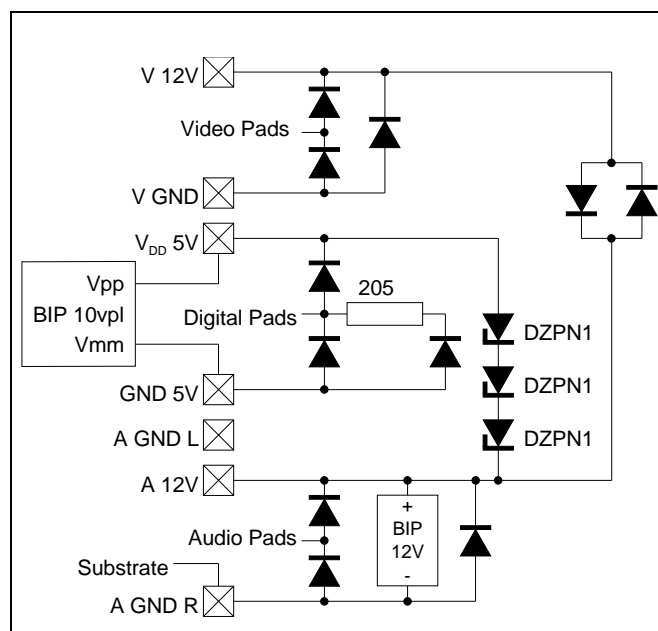 V 12V
Video Pads
V GND
VDD 5V
Vpp
BIP 10vpl
Vmm
205
Digital Pads
DZPN1
DZPN1
DZPN1
GND 5V
A GND L
A 12V
+
BIP
12V
-
Audio Pads
Substrate
A GND R